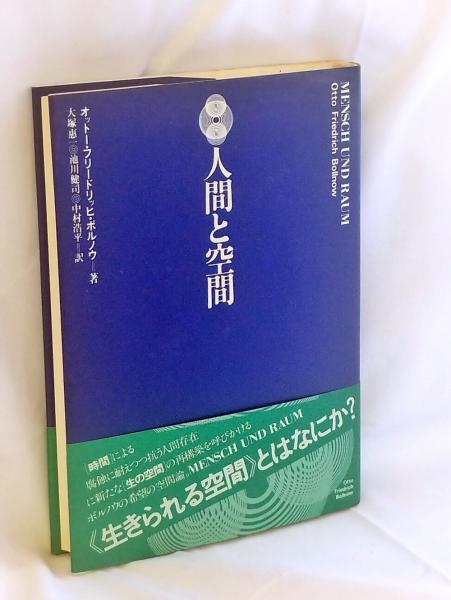 MENSCH UND RAUM
Otto Friedrich Bollnow
人間と空間
オットー・フリードリッヒ・ボルノウ=著
大塚惠一◎池川健司◎中村浩平=訳
[時間]による
腐蝕に耐えつつ抗う人間存在
に新たな[生の空間]の再構築を呼びかける
ボルノウの希望の空間論。MENSCH UND RAUM
《生きられる空間》とはなにか?
Otto
Friedrich
Bollnow